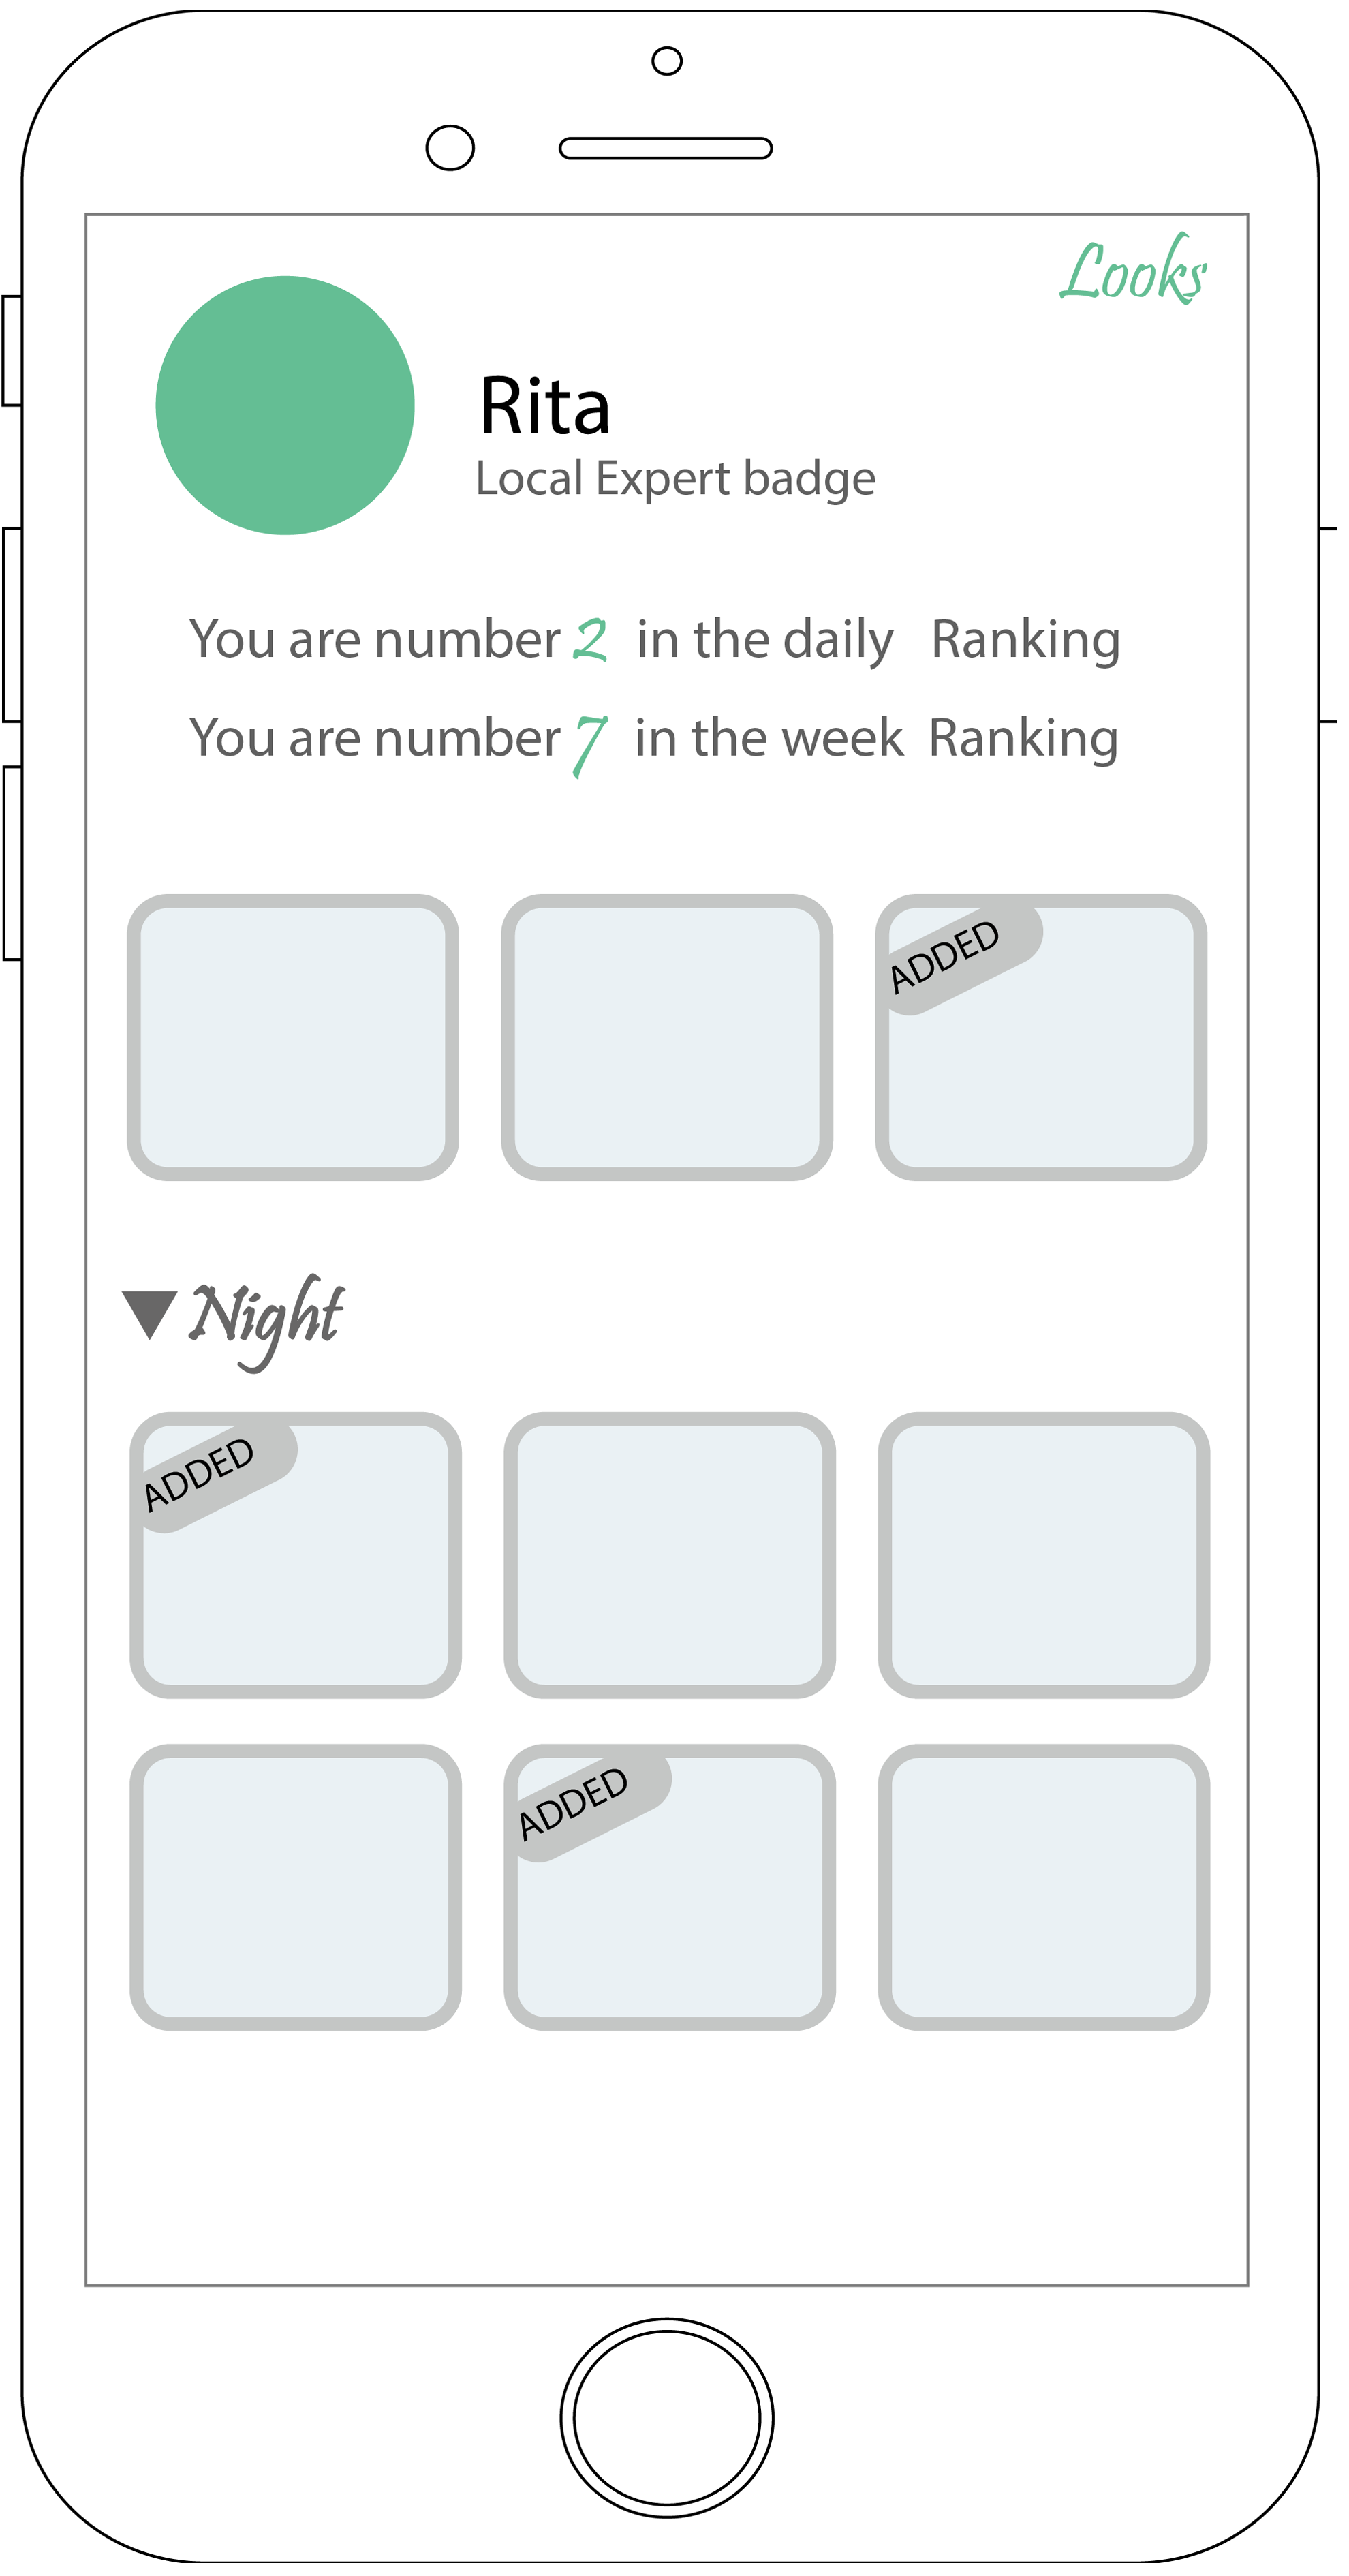 Looks
Rita
Local Expert badge
You are number 2 in the daily Ranking
You are number 7 in the week Ranking
ADDED
Night
ADDED
ADDED